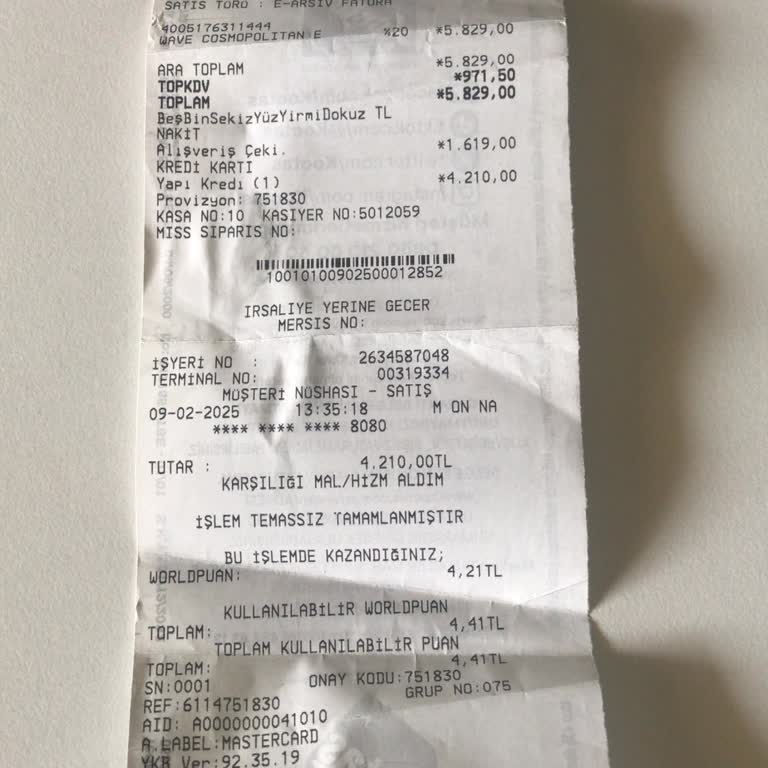 SATIS TÜRÜ : E-ARSIV FATURA
4005176311444
WAVE COSMOPOLITAN E %20 *5.829,00
ARA TOPLAM *5.829,00
TOPKDV *971,50
TOPLAM *5.829,00
BeşBinSekizYüzYirmiDokuz TL
NAKİT
Alışveriş Çeki. *1.619,00
KREDİ KARTI
Yapı Kredi (1) *4.210,00
Provizyon: 751830
KASA NO:10 KASIYER NO:5012059
MISS SIPARIS NO:
10010100902500012852
IRSALIYE YERINE GECER
MERSIS NO:
İŞYERİ NO : 2634587048
TERMINAL NO: 00319334
MÜŞTERİ NÜSHASI - SATIŞ
09-02-2025 13:35:18 M ON NA
**** **** **** 8080
TUTAR : 4.210,00TL
KARŞILIĞI MAL/HİZM ALDIM
İŞLEM TEMASSIZ TAMAMLANMIŞTIR
BU İŞLEMDE KAZANDIĞINIZ;
WORLDPUAN: 4,21TL
KULLANILABİLİR WORLDPUAN
TOPLAM: 4,41TL
TOPLAM KULLANILABİLİR PUAN
TOPLAM: 4,41TL
SN:0001 ONAY KODU:751830
GRUP NO:075
REF:6114751830
AID: A0000000041010
A.LABEL:MASTERCARD
YKB Ver:92.35.19